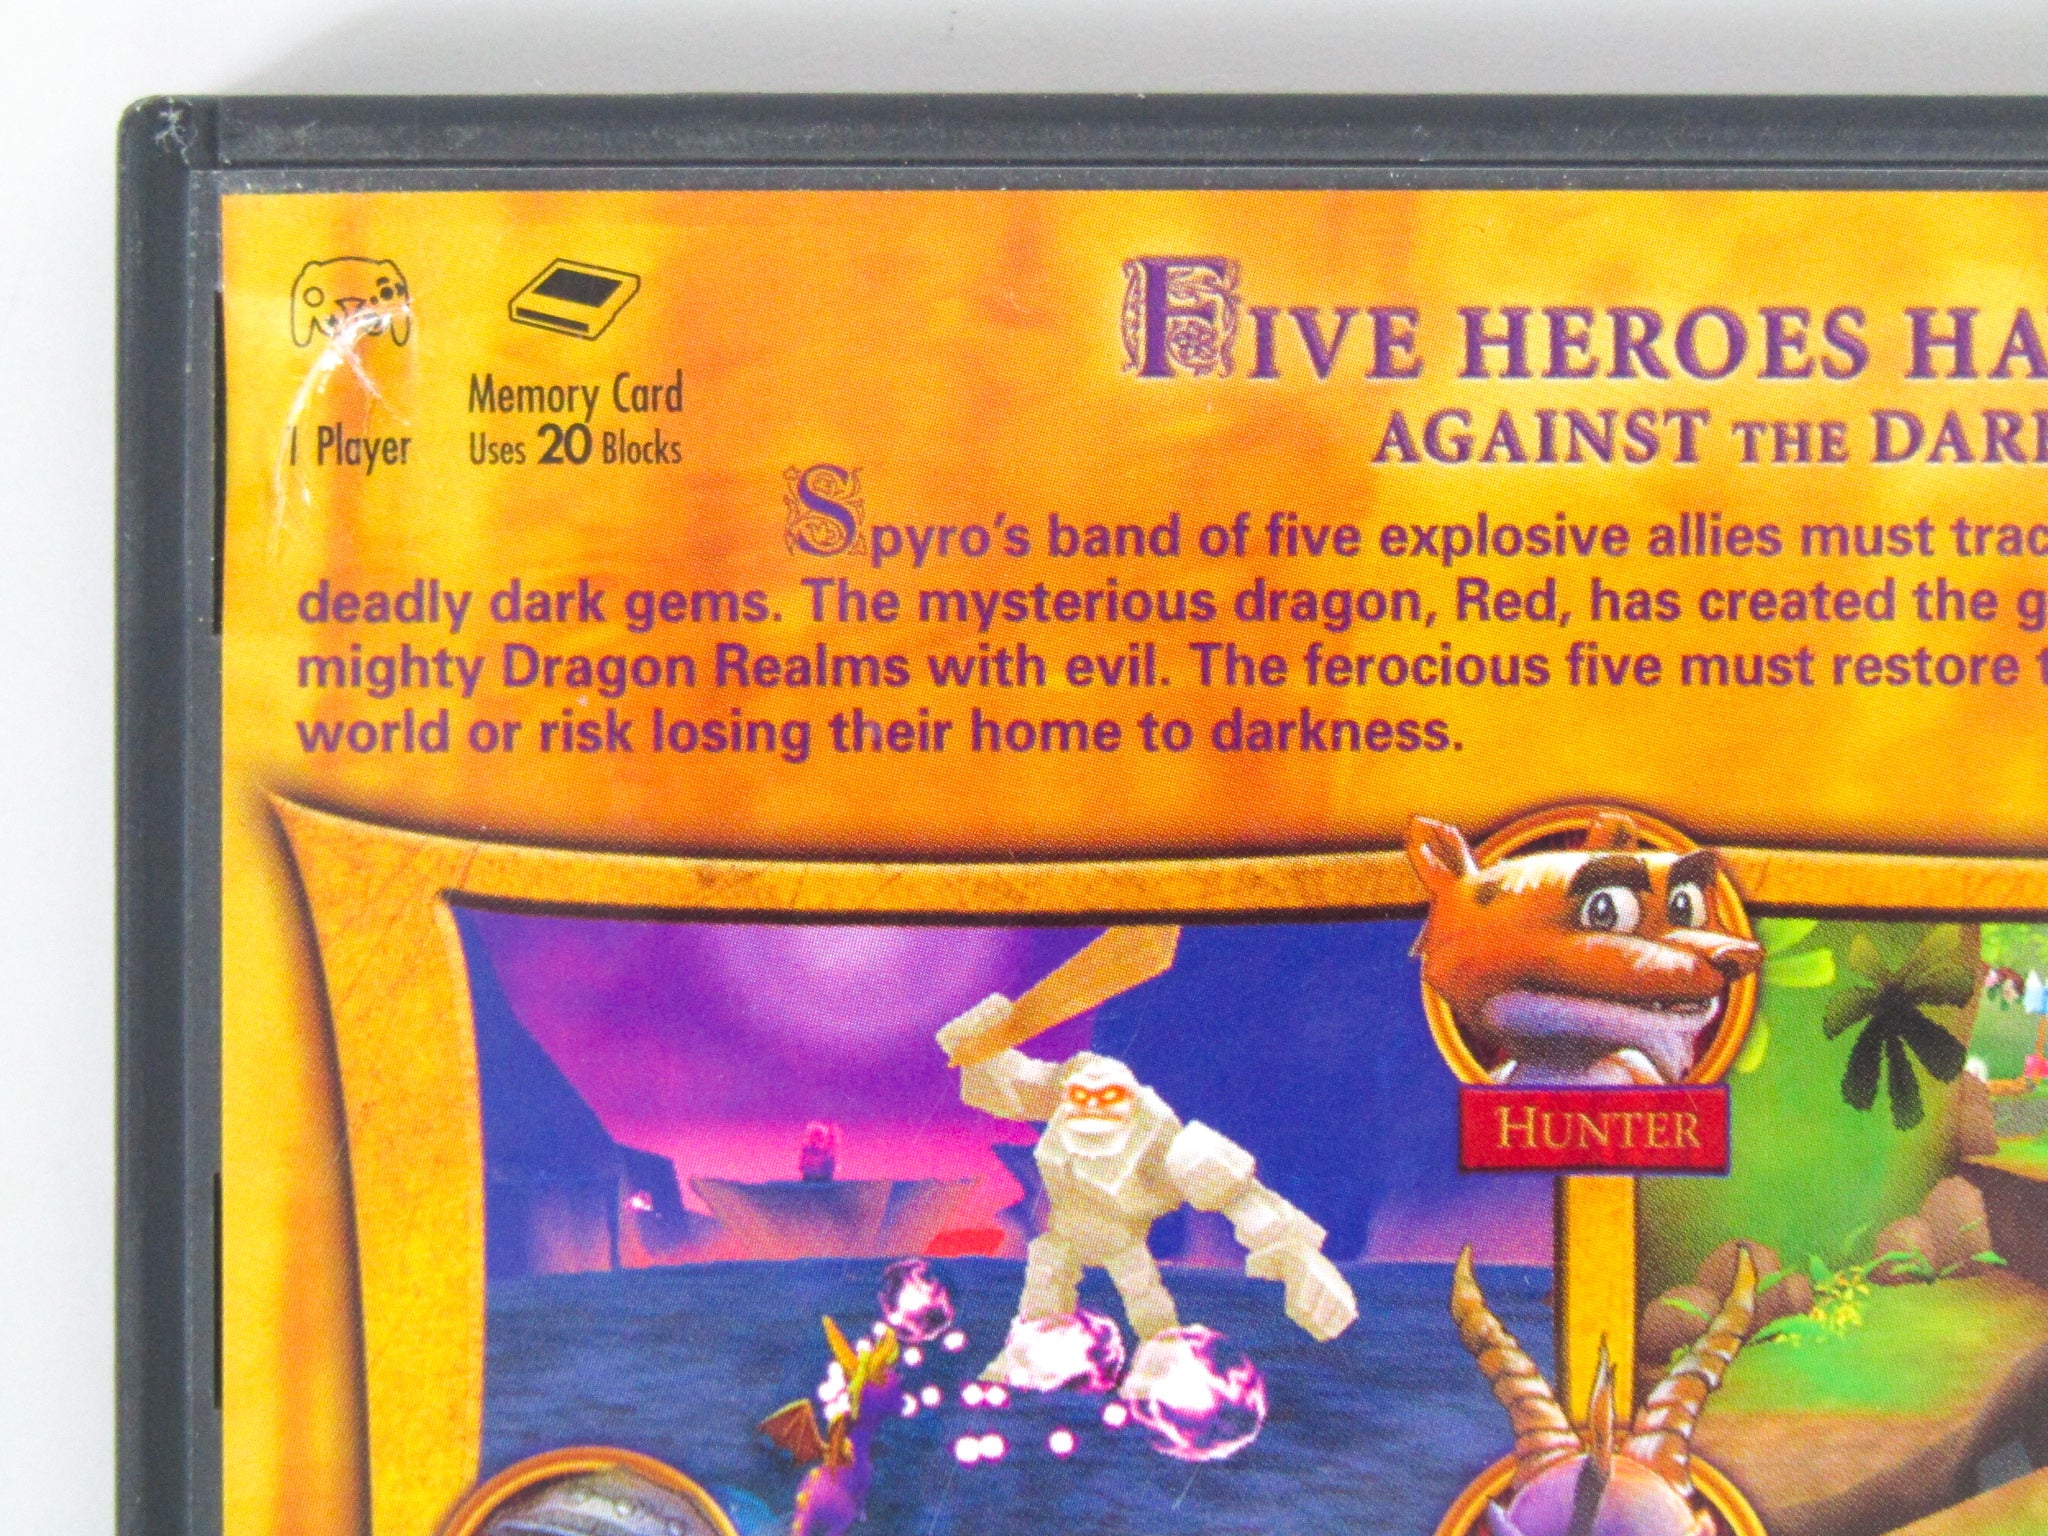 1 Player
Memory Card
Uses 20 Blocks
FIVE HEROES HA
AGAINST THE DAR
Spyro's band of five explosive allies must trac
deadly dark gems. The mysterious dragon, Red, has created the g
mighty Dragon Realms with evil. The ferocious five must restore
world or risk losing their home to darkness.
HUNTER